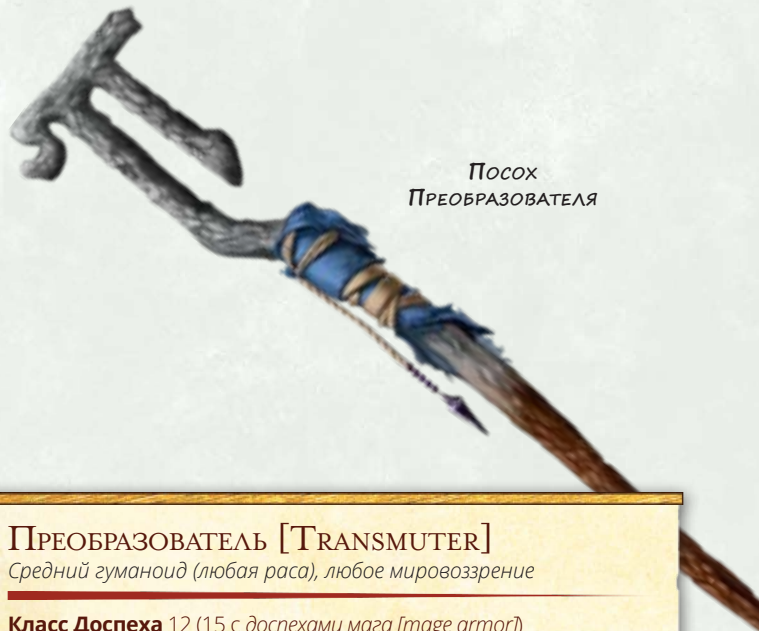 Посох
Преобразователя
Преобразователь [Transmuter]
Средний гуманоид (любая раса), любое мировоззрение
Класс Доспеха 12 (15 с доспехами мага [mage armor])